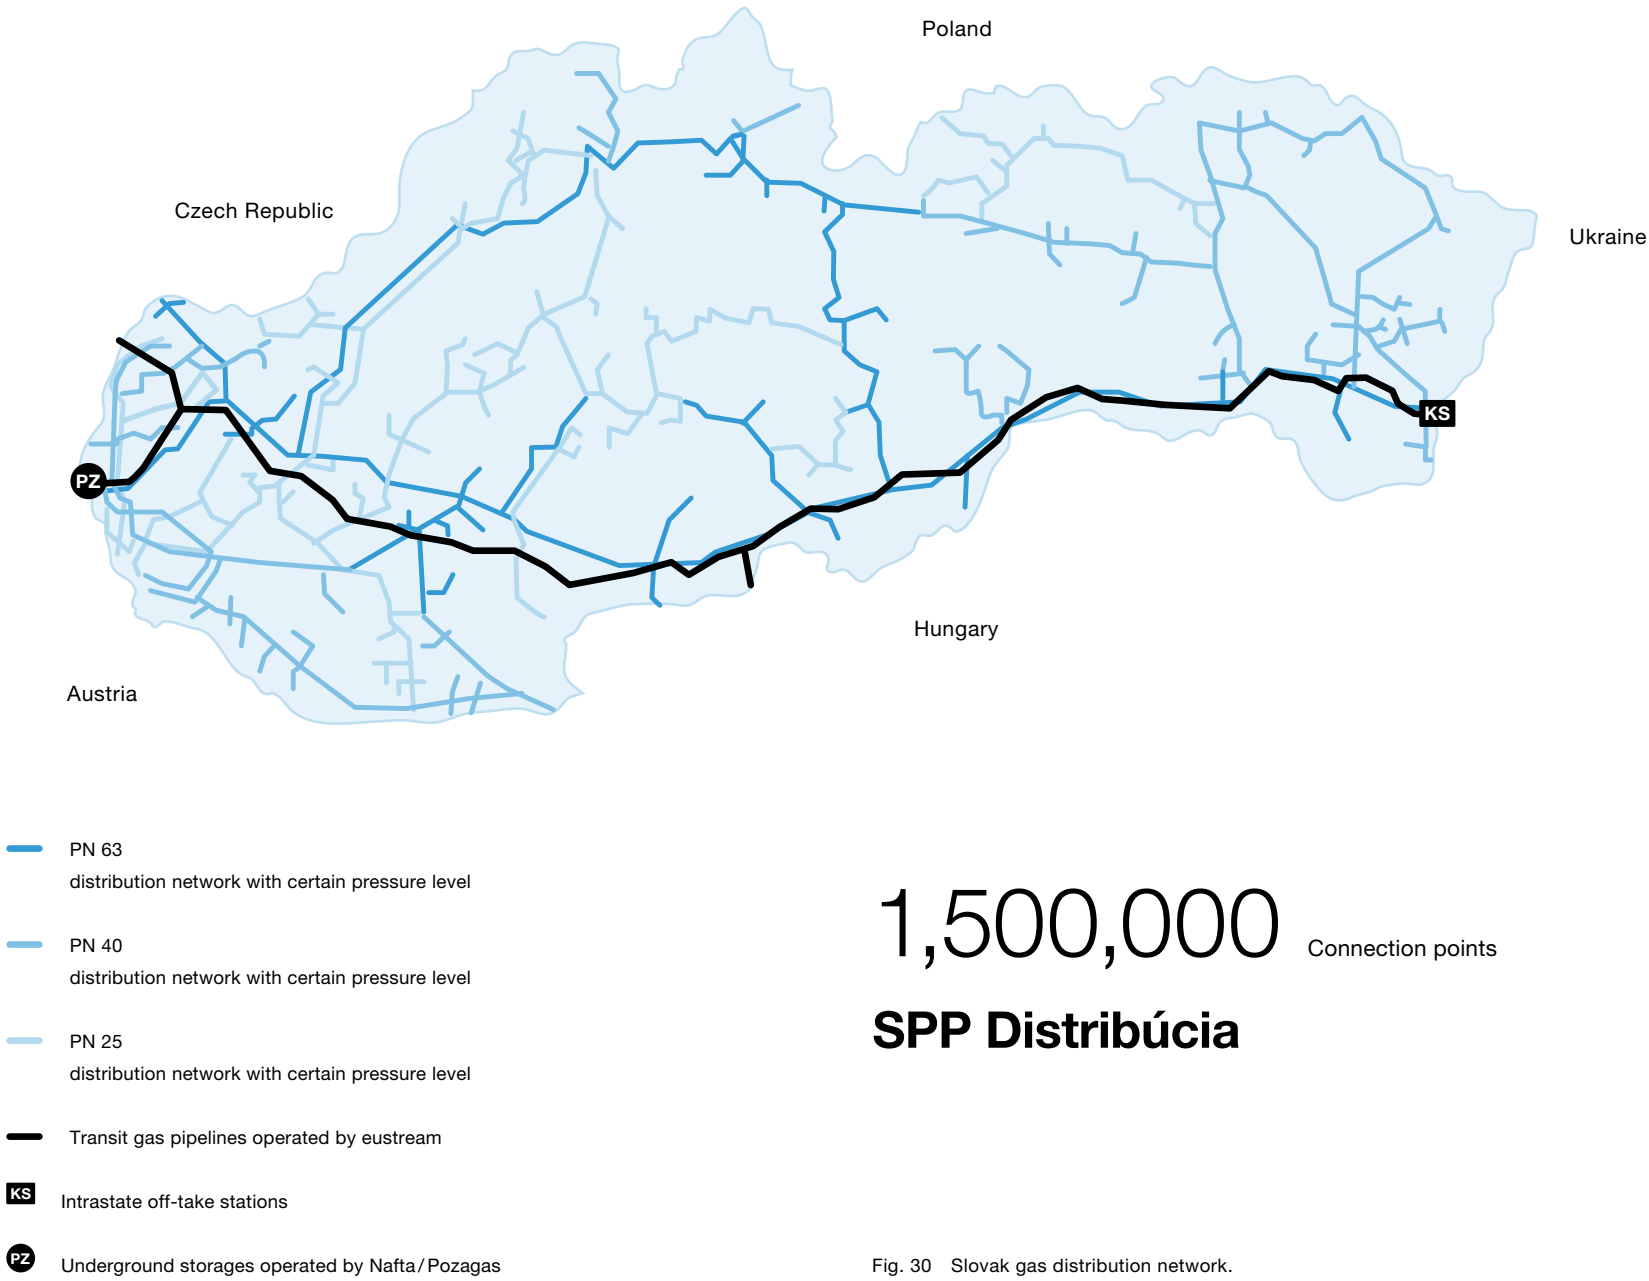 Poland
Czech Republic
Ukraine
KS
PZ
Hungary
Austria
PN 63
distribution network with certain pressure level
PN 40
distribution network with certain pressure level
PN 25
distribution network with certain pressure level
Transit gas pipelines operated by eustream
KS Intrastate off-take stations
PZ Underground storages operated by Nafta/Pozagas
1,500,000 Connection points
SPP Distribúcia
Fig. 30 Slovak gas distribution network.